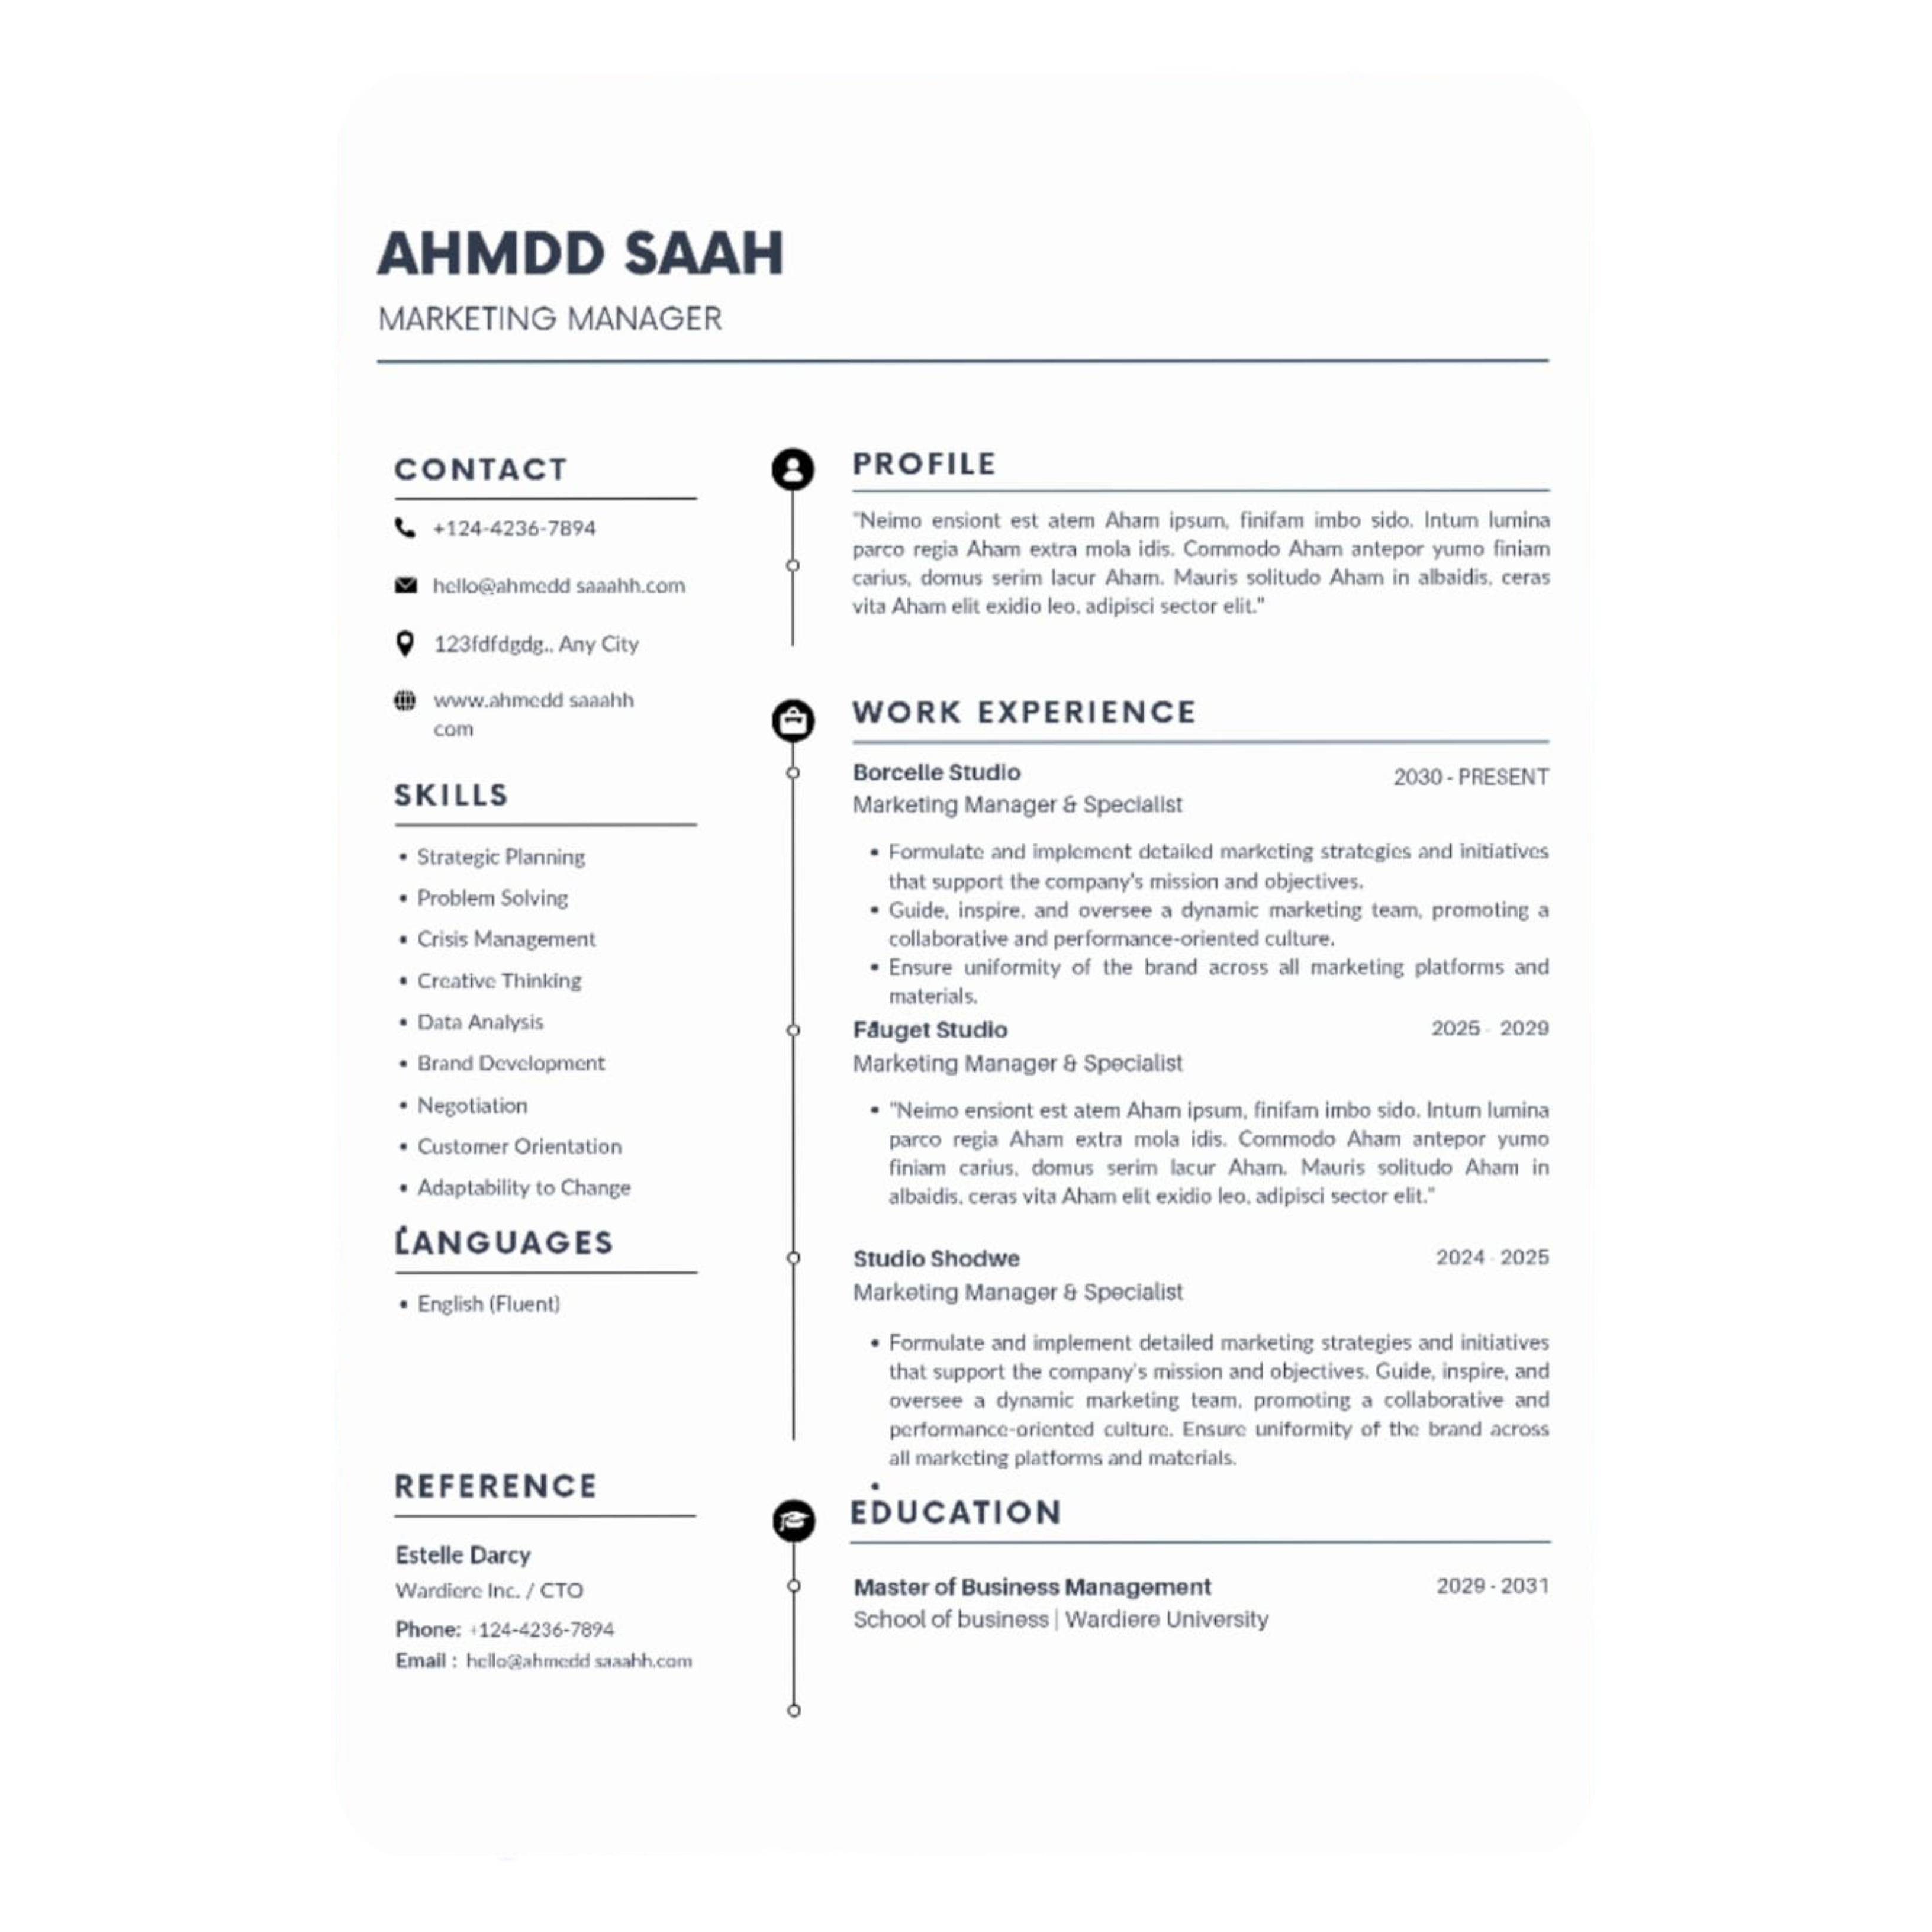 AHMDD SAAH
MARKETING MANAGER
CONTACT
+124-4236-7894
hello@ahmedd saaahh.com
123fdfdgdg., Any City
www.ahmedd saaahh
com
SKILLS
• Strategic Planning
• Problem Solving
• Crisis Management
• Creative Thinking
• Data Analysis
• Brand Development
• Negotiation
• Customer Orientation
• Adaptability to Change
LANGUAGES
• English (Fluent)
REFERENCE
Estelle Darcy
Wardiere Inc. / CTO
Phone: +124-4236-7894
Email : hello@ahmedd saaahh.com
PROFILE
"Neimo ensiont est atem Aham ipsum, finifam imbo sido. Intum lumina
parco regia Aham extra mola idis. Commodo Aham antepor yumo finiam
carius, domus serim lacur Aham. Mauris solitudo Aham in albaidis, ceras
vita Aham elit exidio leo, adipisci sector elit."
WORK EXPERIENCE
Borcelle Studio 2030 - PRESENT
Marketing Manager & Specialist
• Formulate and implement detailed marketing strategies and initiatives
that support the company's mission and objectives.
• Guide, inspire, and oversee a dynamic marketing team, promoting a
collaborative and performance-oriented culture.
• Ensure uniformity of the brand across all marketing platforms and
materials.
Fauget Studio 2025 - 2029
Marketing Manager & Specialist
• "Neimo ensiont est atem Aham ipsum, finifam imbo sido. Intum lumina
parco regia Aham extra mola idis. Commodo Aham antepor yumo
finiam carius, domus serim lacur Aham. Mauris solitudo Aham in
albaidis, ceras vita Aham elit exidio leo, adipisci sector elit."
Studio Shodwe 2024 - 2025
Marketing Manager & Specialist
• Formulate and implement detailed marketing strategies and initiatives
that support the company's mission and objectives. Guide, inspire, and
oversee a dynamic marketing team, promoting a collaborative and
performance-oriented culture. Ensure uniformity of the brand across
all marketing platforms and materials.
•
EDUCATION
Master of Business Management 2029 - 2031
School of business | Wardiere University